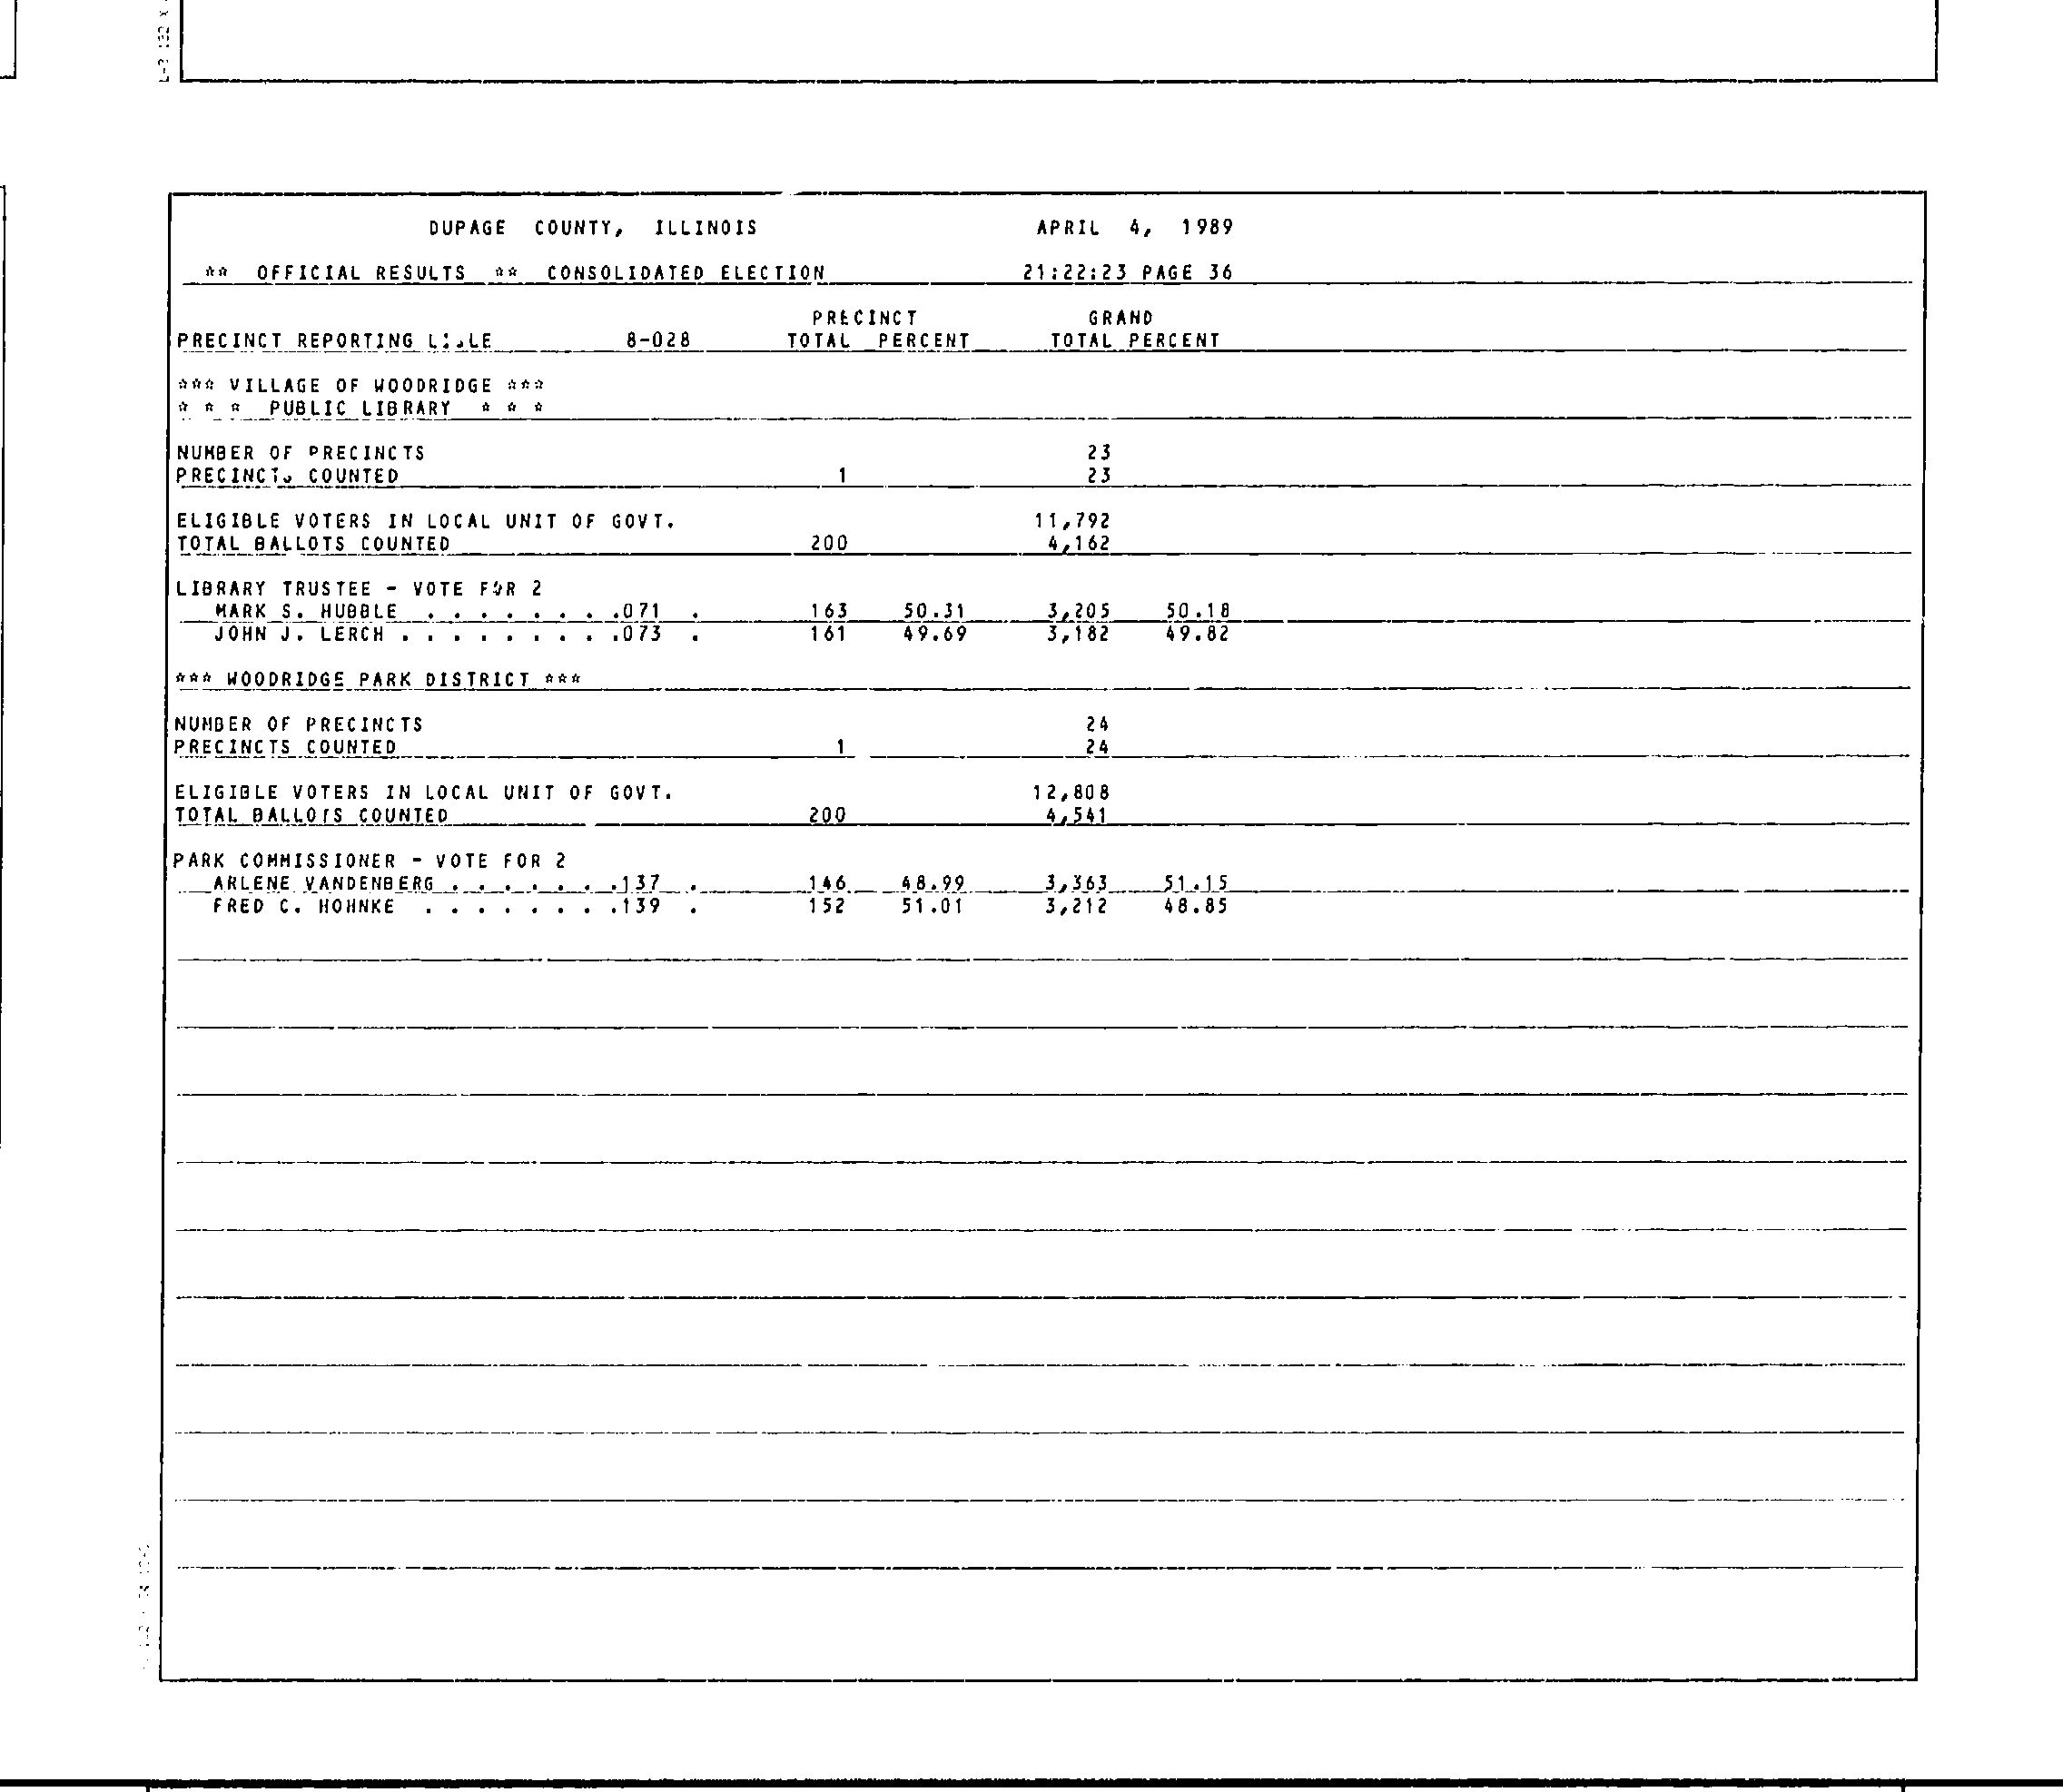 DUPAGE COUNTY, ILLINOIS APRIL 4, 1989
** OFFICIAL RESULTS ** CONSOLIDATED ELECTION 21:22:23 PAGE 36
PRECINCT GRAND
PRECINCT REPORTING 8-028 TOTAL PERCENT TOTAL PERCENT
*** VILLAGE OF WOODRIDGE ***
* * * PUBLIC LIBRARY * * *
NUMBER OF PRECINCTS 23
PRECINCTS COUNTED 1 23
ELIGIBLE VOTERS IN LOCAL UNIT OF GOVT. 11,792
TOTAL BALLOTS COUNTED 200 4,162
LIBRARY TRUSTEE - VOTE FOR 2
MARK S. HUBBLE . . . . . . . .071 . 163 50.31 3,205 50.18
JOHN J. LERCH . . . . . . . . .073 . 161 49.69 3,182 49.82
*** WOODRIDGE PARK DISTRICT ***
NUMBER OF PRECINCTS 24
PRECINCTS COUNTED 1 24
ELIGIBLE VOTERS IN LOCAL UNIT OF GOVT. 12,808
TOTAL BALLOTS COUNTED 200 4,541
PARK COMMISSIONER - VOTE FOR 2
ARLENE VANDENBERG . . . . . . .137 . 146 48.99 3,363 51.15
FRED C. HOHNKE . . . . . . . .139 . 152 51.01 3,212 48.85